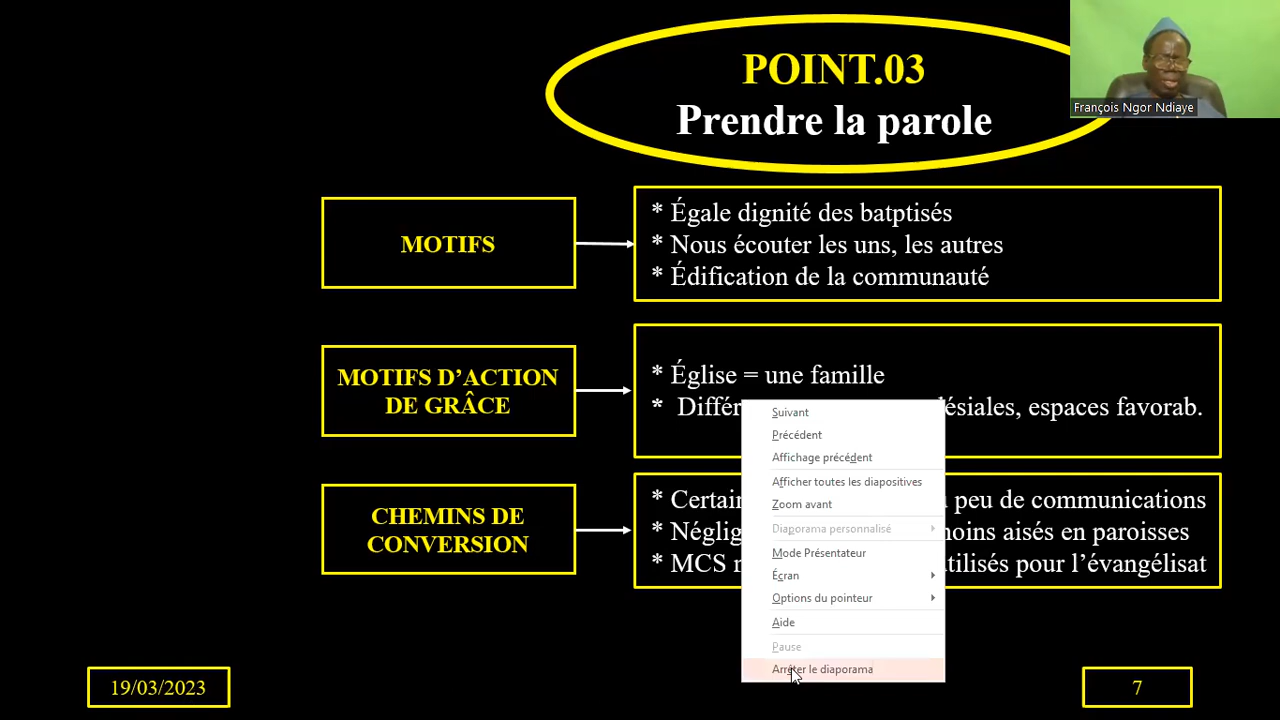 POINT.03
Prendre la parole
François Ngor Ndiaye
MOTIFS
* Égale dignité des batptisés
* Nous écouter les uns, les autres
* Édification de la communauté
MOTIFS D’ACTION
DE GRÂCE
* Église = une famille
* Différ ésiales, espaces favorab.
CHEMINS DE
CONVERSION
* Certain peu de communications
* Néglig moins aisés en paroisses
* MCS utilisés pour l’évangélisat
Suivant
Précédent
Affichage précédent
Afficher toutes les diapositives
Zoom avant
Diaporama personnalisé
Mode Présentateur
Écran
Options du pointeur
Aide
Pause
Arrêter le diaporama
19/03/2023
7